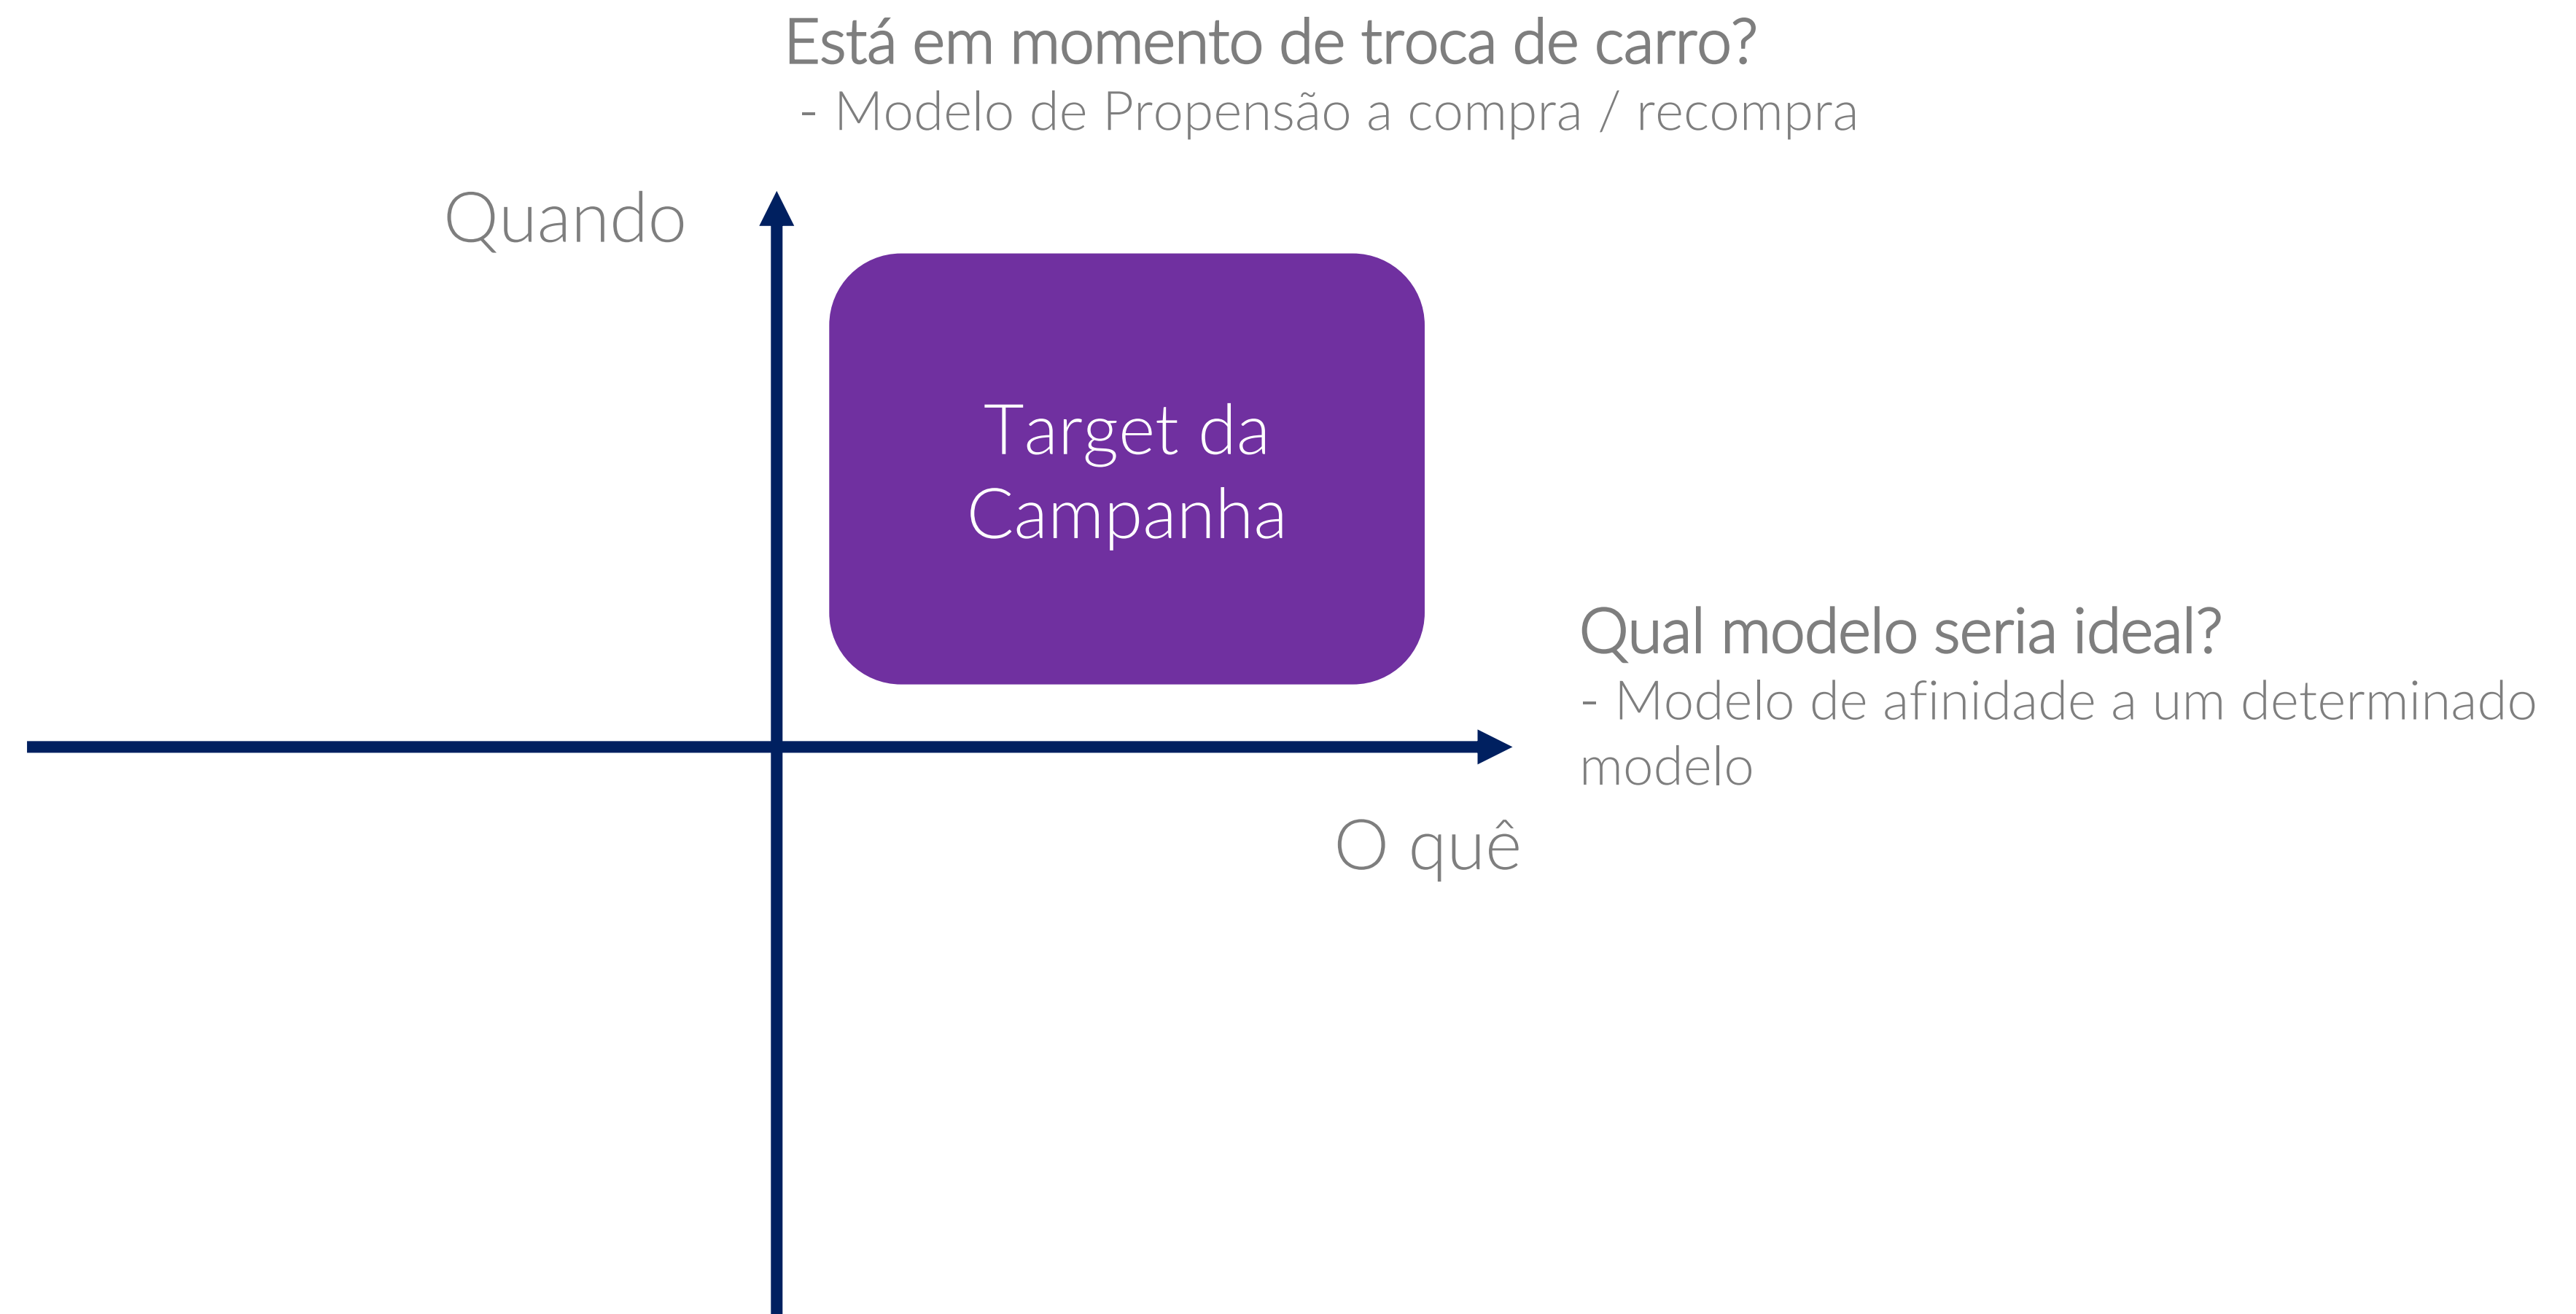 Está em momento de troca de carro?
- Modelo de Propensão a compra / recompra
Quando
Target da
Campanha
Qual modelo seria ideal?
- Modelo de afinidade a um determinado
modelo
O quê